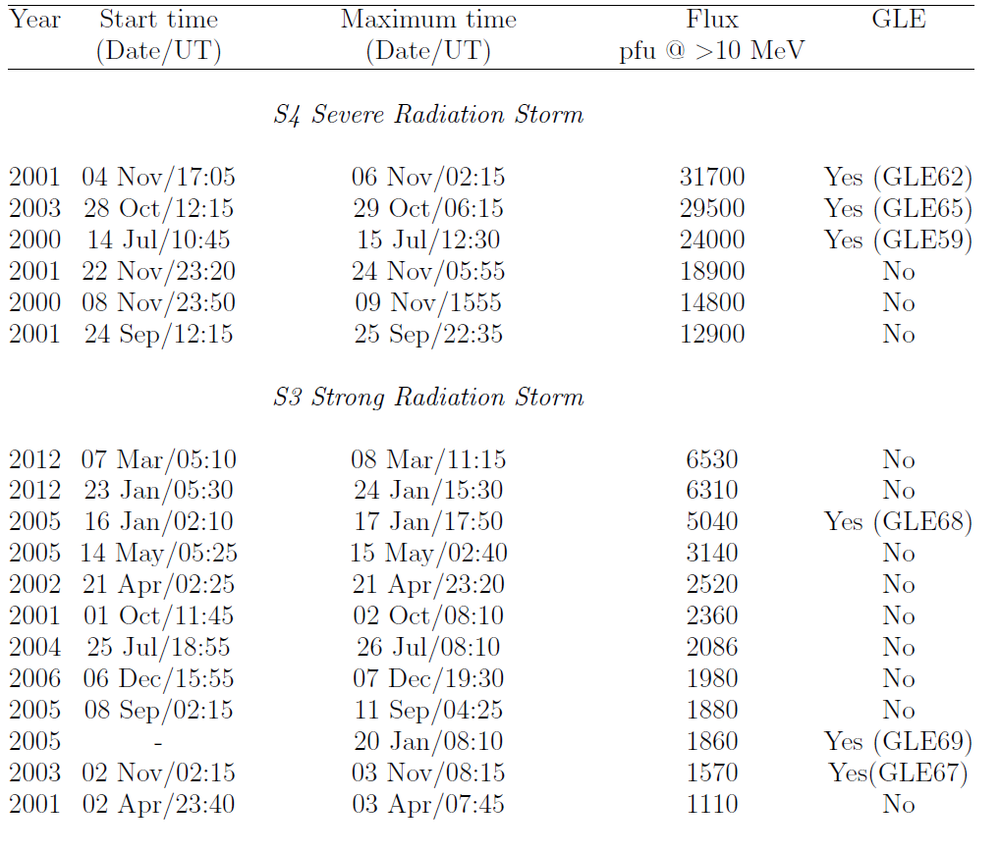 Year Start time Maximum time Flux GLE
(Date/UT) (Date/UT) pfu @ >10 MeV
S4 Severe Radiation Storm
2001 04 Nov/17:05 06 Nov/02:15 31700 Yes (GLE62)
2003 28 Oct/12:15 29 Oct/06:15 29500 Yes (GLE65)
2000 14 Jul/10:45 15 Jul/12:30 24000 Yes (GLE59)
2001 22 Nov/23:20 24 Nov/05:55 18900 No
2000 08 Nov/23:50 09 Nov/1555 14800 No
2001 24 Sep/12:15 25 Sep/22:35 12900 No
S3 Strong Radiation Storm
2012 07 Mar/05:10 08 Mar/11:15 6530 No
2012 23 Jan/05:30 24 Jan/15:30 6310 No
2005 16 Jan/02:10 17 Jan/17:50 5040 Yes (GLE68)
2005 14 May/05:25 15 May/02:40 3140 No
2002 21 Apr/02:25 21 Apr/23:20 2520 No
2001 01 Oct/11:45 02 Oct/08:10 2360 No
2004 25 Jul/18:55 26 Jul/08:10 2086 No
2006 06 Dec/15:55 07 Dec/19:30 1980 No
2005 08 Sep/02:15 11 Sep/04:25 1880 No
2005 - 20 Jan/08:10 1860 Yes (GLE69)
2003 02 Nov/02:15 03 Nov/08:15 1570 Yes(GLE67)
2001 02 Apr/23:40 03 Apr/07:45 1110 No